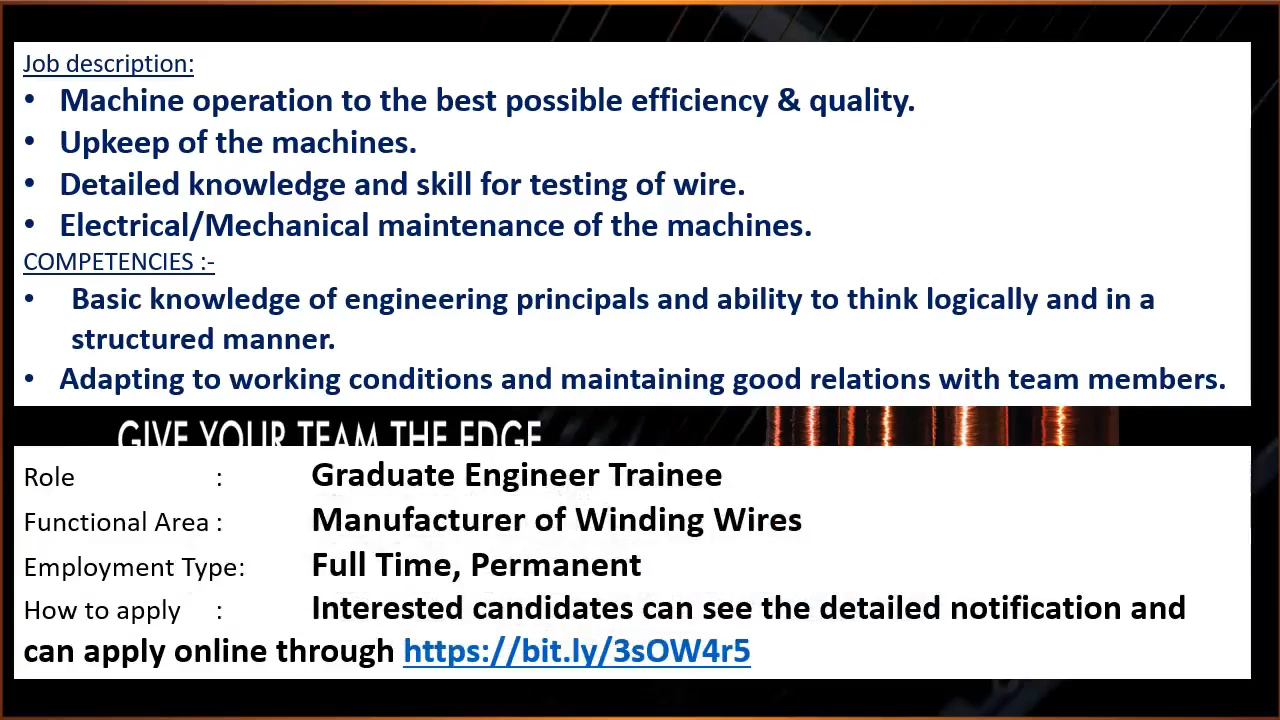 Job description:
• Machine operation to the best possible efficiency & quality.
• Upkeep of the machines.
• Detailed knowledge and skill for testing of wire.
• Electrical/Mechanical maintenance of the machines.
COMPETENCIES :-
• Basic knowledge of engineering principals and ability to think logically and in a
structured manner.
• Adapting to working conditions and maintaining good relations with team members.
GIVE YOUR TEAM THE EDGE
Role : Graduate Engineer Trainee
Functional Area : Manufacturer of Winding Wires
Employment Type: Full Time, Permanent
How to apply : Interested candidates can see the detailed notification and
can apply online through https://bit.ly/3sOW4r5